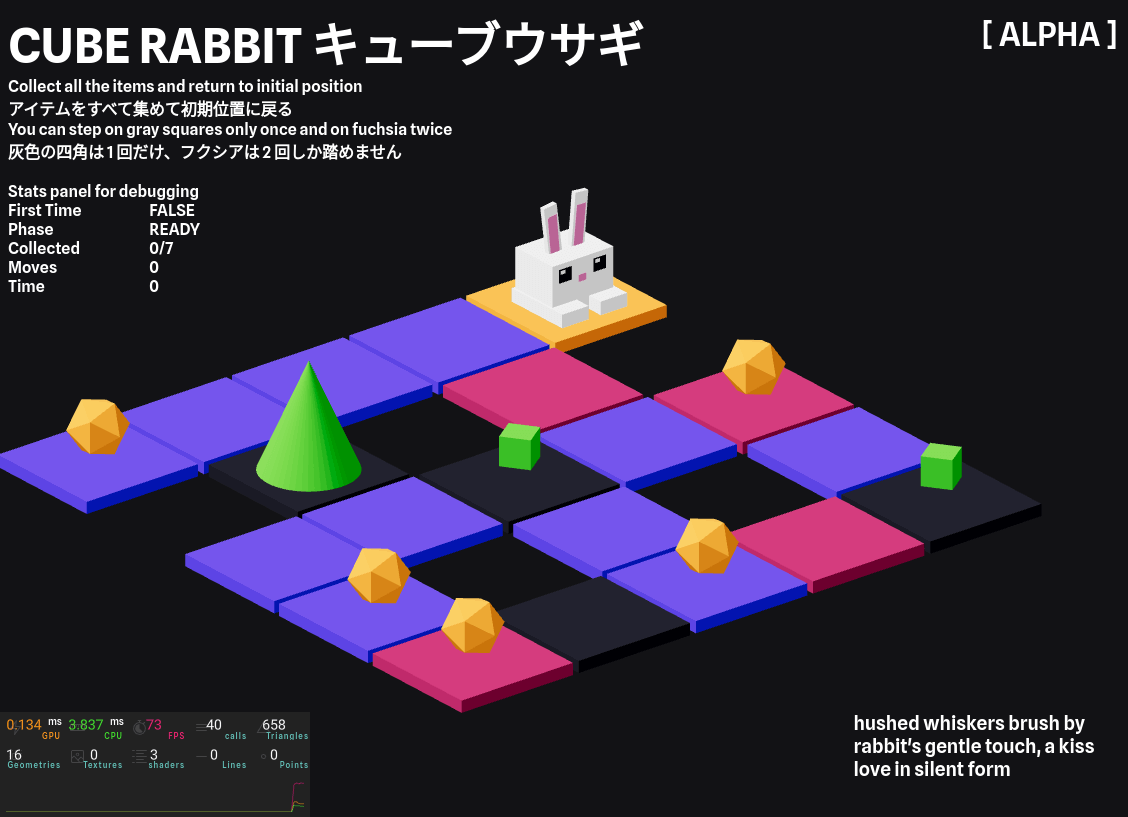 CUBE RABBIT キューブウサギ
[ ALPHA ]
Collect all the items and return to initial position
アイテムをすべて集めて初期位置に戻る
You can step on gray squares only once and on fuchsia twice
灰色の四角は1回だけ、フクシアは2回しか踏めません
Stats panel for debugging
First Time FALSE
Phase READY
Collected 0/7
Moves 0
Time 0
0.134 ms GPU
3.837 ms CPU
73 FPS
40 calls
658 Triangles
16 Geometries
0 Textures
3 shaders
0 Lines
0 Points
hushed whiskers brush by
rabbit's gentle touch, a kiss
love in silent form